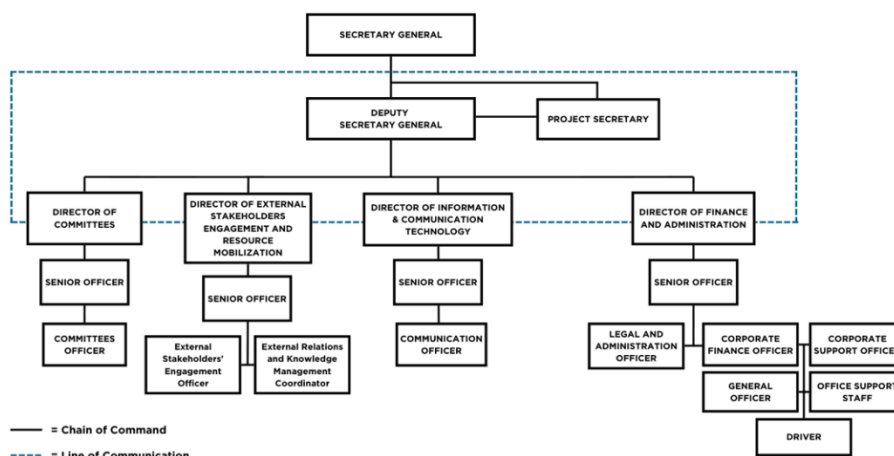 SECRETARY GENERAL
DEPUTY
SECRETARY GENERAL
PROJECT SECRETARY
DIRECTOR OF
COMMITTEES
DIRECTOR OF EXTERNAL
STAKEHOLDERS
ENGAGEMENT AND
RESOURCE
MOBILIZATION
DIRECTOR OF INFORMATION
& COMMUNICATION
TECHNOLOGY
DIRECTOR OF FINANCE
AND ADMINISTRATION
SENIOR OFFICER
SENIOR OFFICER
SENIOR OFFICER
SENIOR OFFICER
COMMITTEES
OFFICER
External
Stakeholders'
Engagement
Officer
External Relations
and Knowledge
Management
Coordinator
COMMUNICATION
OFFICER
LEGAL AND
ADMINISTRATION
OFFICER
CORPORATE
FINANCE OFFICER
CORPORATE
SUPPORT OFFICE
GENERAL
OFFICER
OFFICE SUPPORT
STAFF
DRIVER
= Chain of Command
= Line of Communication